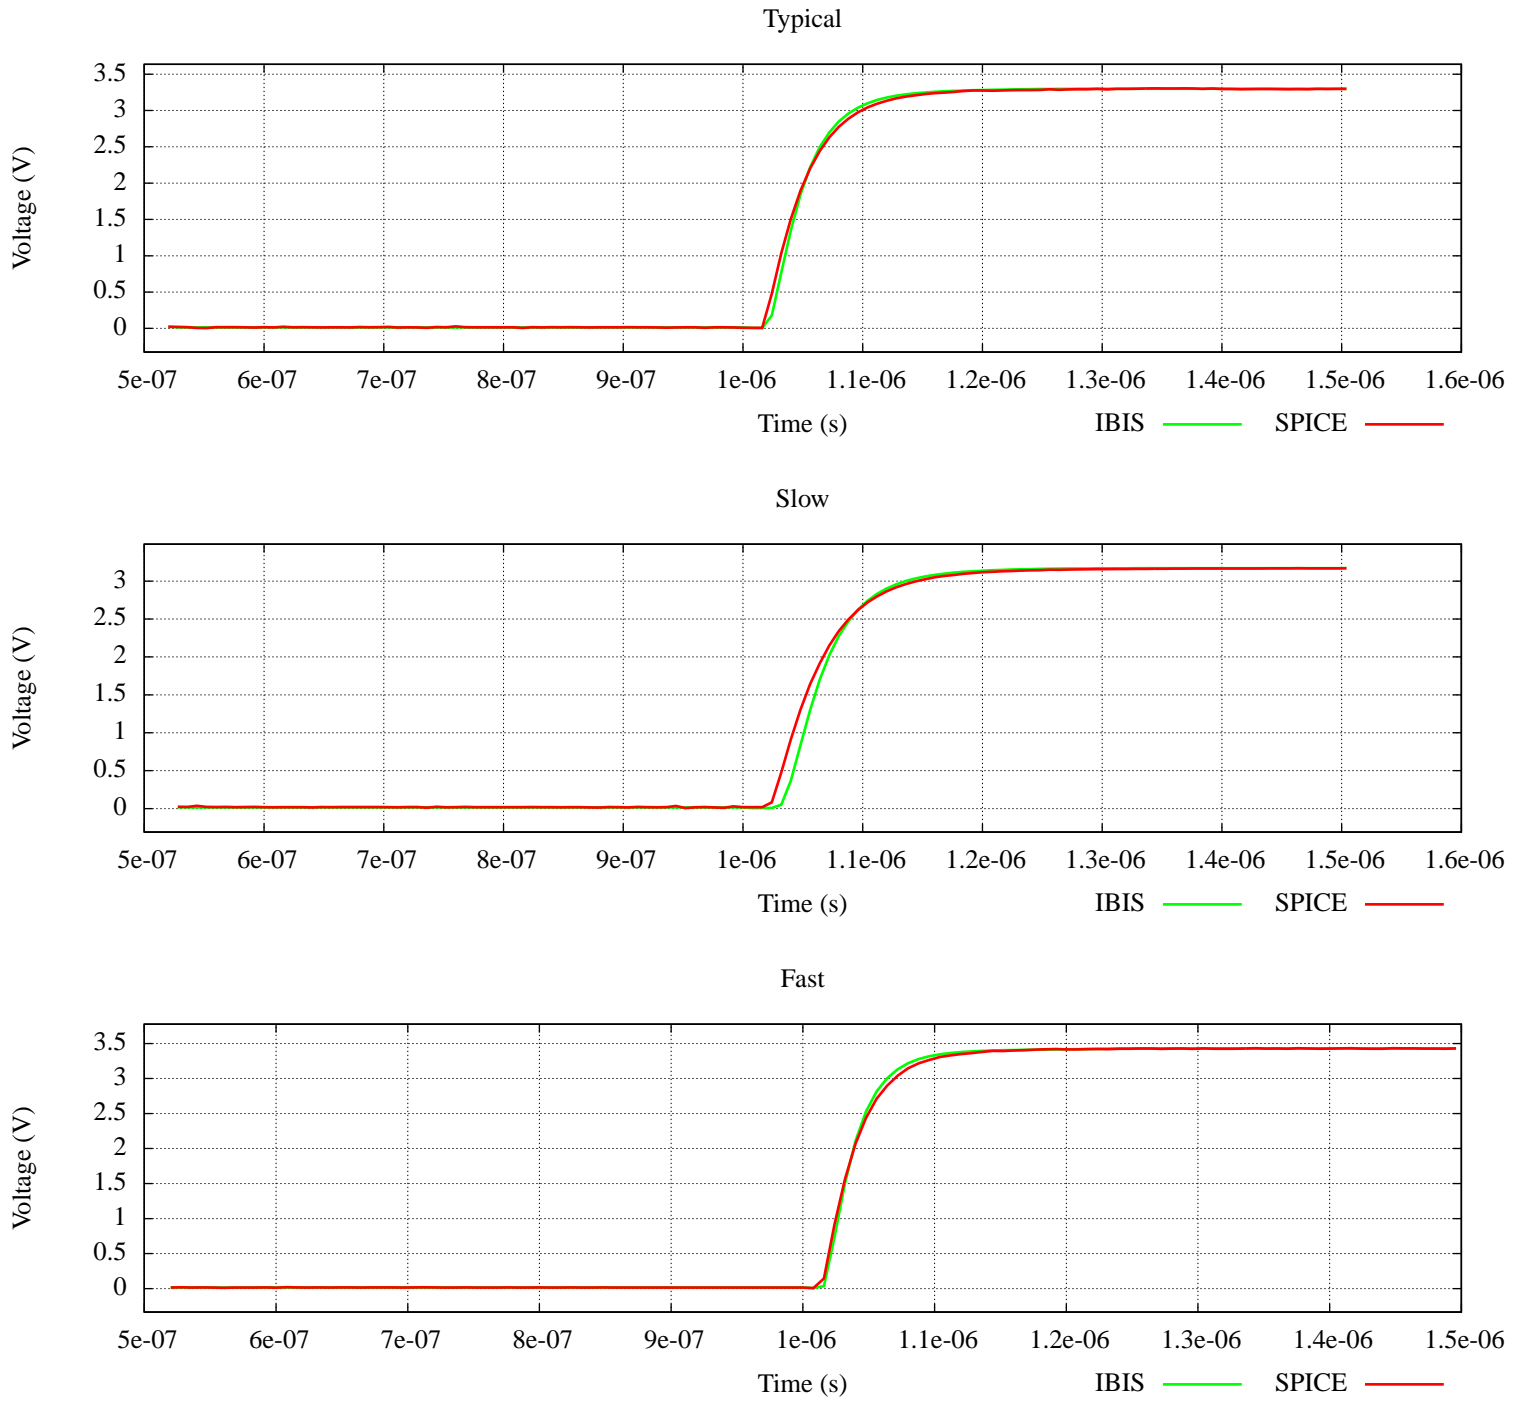 Typical
Voltage (V)
3.5
3
2.5
2
1.5
1
0.5
0
5e-07 6e-07 7e-07 8e-07 9e-07 1e-06 1.1e-06 1.2e-06 1.3e-06 1.4e-06 1.5e-06 1.6e-06
Time (s) IBIS SPICE
Slow
Voltage (V)
3
2.5
2
1.5
1
0.5
0
5e-07 6e-07 7e-07 8e-07 9e-07 1e-06 1.1e-06 1.2e-06 1.3e-06 1.4e-06 1.5e-06 1.6e-06
Time (s) IBIS SPICE
Fast
Voltage (V)
3.5
3
2.5
2
1.5
1
0.5
0
5e-07 6e-07 7e-07 8e-07 9e-07 1e-06 1.1e-06 1.2e-06 1.3e-06 1.4e-06 1.5e-06
Time (s) IBIS SPICE